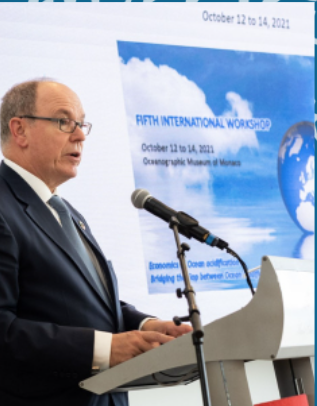 October 12 to 14, 2021
FIFTH INTERNATIONAL WORKSHOP
October 12 to 14, 2021
Oceanographic Museum of Monaco
Economics of Ocean acidification
Bridging the Gap between Ocean